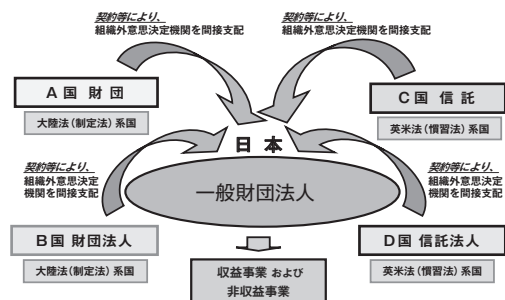 契約等により、
組織外意思決定機関を間接支配
契約等により、
組織外意思決定機関を間接支配
A国 財団
大陸法(制定法)系国
C国 信託
英米法(慣習法)系国
日本
一般財団法人
契約等により、
組織外意思決定
機関を間接支配
契約等により、
組織外意思決定
機関を間接支配
B国 財団法人
大陸法(制定法)系国
D国 信託法人
英米法(慣習法)系国
収益事業 および
非収益事業